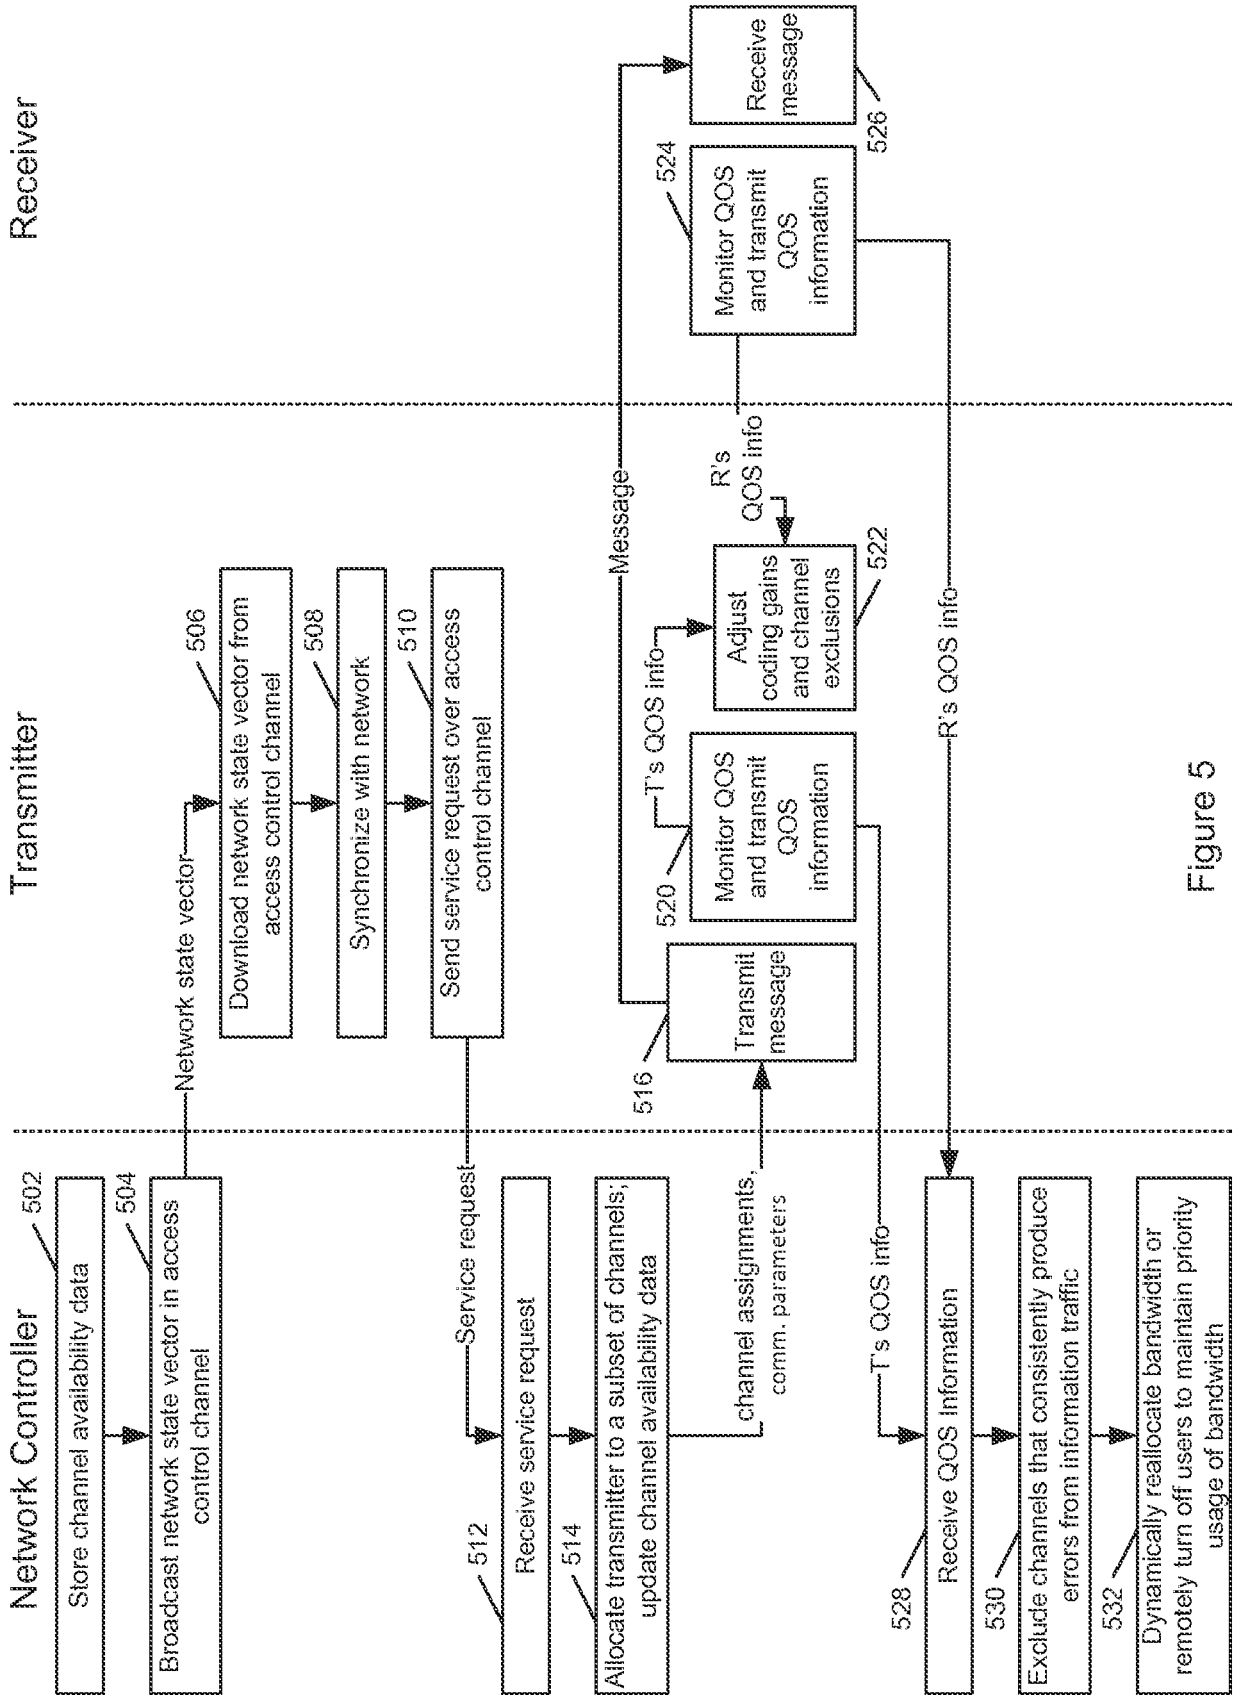 Network Controller
Transmitter
Receiver
502
Store channel availability data
504
Broadcast network state vector in access
control channel
Network state vector
506
Download network state vector from
access control channel
508
Synchronize with network
510
Send service request over access
control channel
Service request
512
Receive service request
514
Allocate transmitter to a subset of channels;
update channel availability data
channel assignments,
comm. parameters
516
Transmit
message
Message
Receive
message
526
520
Monitor QOS
and transmit
QOS
information
T's QOS info
Adjust
coding gains
and channel
exclusions
522
R's
QOS info
524
Monitor QOS
and transmit
QOS
information
T's QOS info
R's QOS info
528
Receive QOS Information
530
Exclude channels that consistently produce
errors from information traffic
532
Dynamically reallocate bandwidth or
remotely turn off users to maintain priority
usage of bandwidth
Figure 5